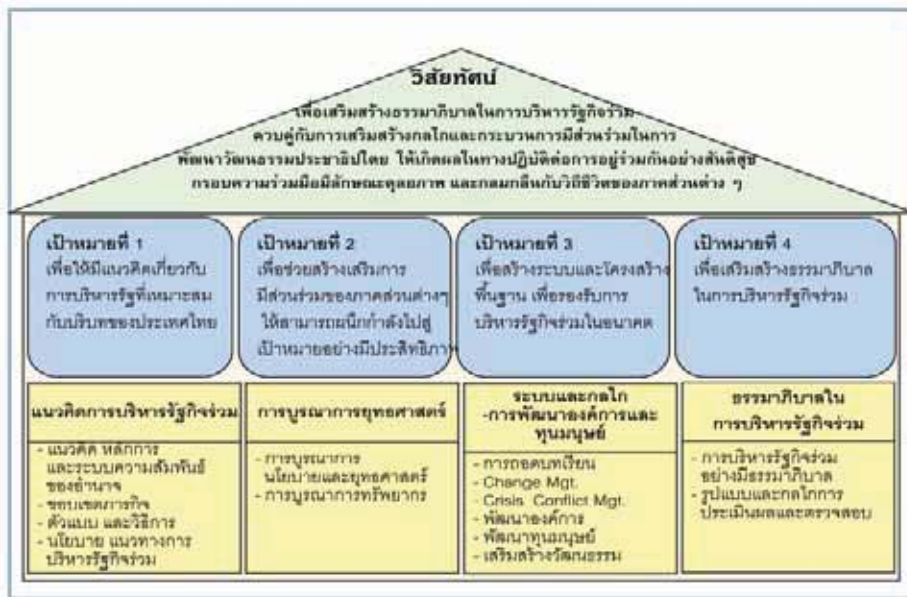 วิสัยทัศน์
เพื่อเสริมสร้างธรรมาภิบาลในการบริหารรัฐกิจร่วม
ควบคู่กับการเสริมสร้างกลไกและกระบวนการมีส่วนร่วมในการ
พัฒนาวัฒนธรรมประชาธิปไตย ให้เกิดผลในทางปฏิบัติต่อการอยู่ร่วมกันอย่างสันติสุข
กรอบความร่วมมือมีลักษณะดุลยภาพ และกลมกลืนกับวิถีชีวิตของภาคส่วนต่าง ๆ
เป้าหมายที่ 1
เพื่อให้มีแนวคิดเกี่ยวกับ
การบริหารรัฐที่เหมาะสม
กับบริบทของประเทศไทย
เป้าหมายที่ 2
เพื่อช่วยสร้างเสริมการ
มีส่วนร่วมของภาคส่วนต่างๆ
ให้สามารถผนึกกำลังไปสู่
เป้าหมายอย่างมีประสิทธิภาพ
เป้าหมายที่ 3
เพื่อสร้างระบบและโครงสร้าง
พื้นฐาน เพื่อรองรับการ
บริหารรัฐกิจร่วมในอนาคต
เป้าหมายที่ 4
เพื่อเสริมสร้างธรรมาภิบาล
ในการบริหารรัฐกิจร่วม
แนวคิดการบริหารรัฐกิจร่วม
- แนวคิด หลักการ
และระบบความสัมพันธ์
ของอำนาจ
- ขอบเขตภารกิจ
- ตัวแบบ และวิธีการ
- นโยบาย แนวทางการ
บริหารรัฐกิจร่วม
การบูรณาการยุทธศาสตร์
- การบูรณาการ
นโยบายและยุทธศาสตร์
- การบูรณาการทรัพยากร
ระบบและกลไก
-การพัฒนาองค์การและ
ทุนมนุษย์
- การถอดบทเรียน
- Change Mgt.
- Crisis Conflict Mgt.
- พัฒนาองค์การ
- พัฒนาทุนมนุษย์
- เสริมสร้างวัฒนธรรม
ธรรมาภิบาลใน
การบริหารรัฐกิจร่วม
- การบริหารรัฐกิจร่วม
อย่างมีธรรมาภิบาล
- รูปแบบและกลไกการ
ประเมินผลและตรวจสอบ